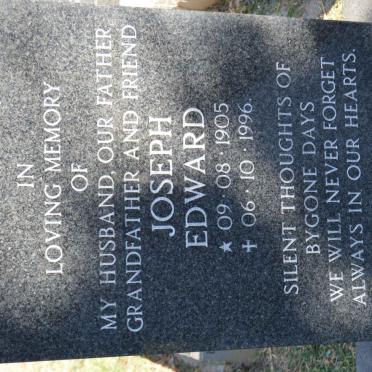 IN
LOVING MEMORY
OF
MY HUSBAND, OUR FATHER
GRANDFATHER AND FRIEND
JOSEPH
EDWARD
★ 09 · 08 · 1905
✝ 06 · 10 · 1996
SILENT THOUGHTS OF
BYGONE DAYS
WE WILL NEVER FORGET
ALWAYS IN OUR HEARTS.